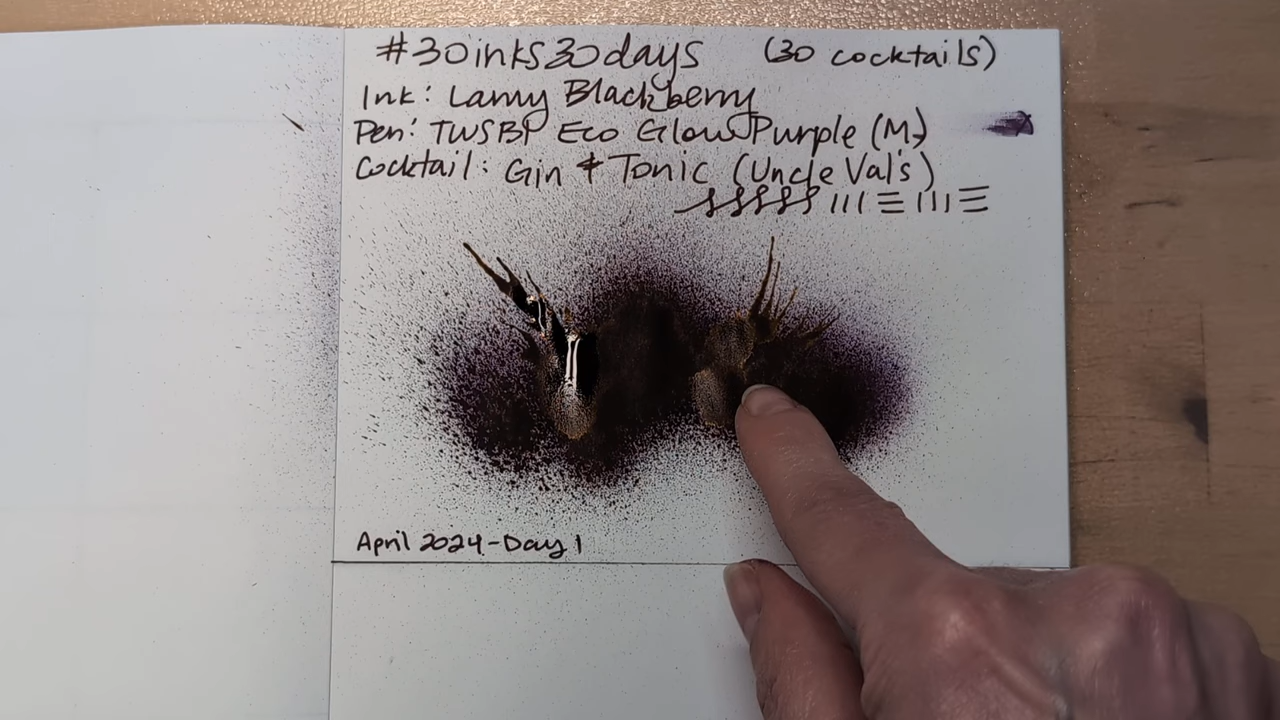 #30inks30days (30 cocktails)
Ink: Lamy Blackberry
Pen: TWSBI Eco Glow Purple (M)
Cocktail: Gin & Tonic (Uncle Val's)
April 2024-Day 1